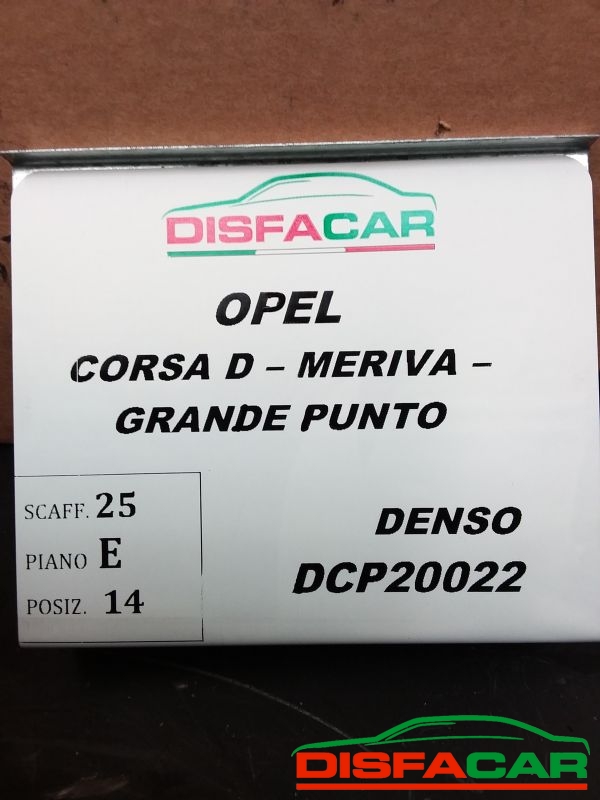 DISFACAR
OPEL
CORSA D – MERIVA –
GRANDE PUNTO
SCAFF. 25
PIANO E
POSIZ. 14
DENSO
DCP20022
DISFACAR